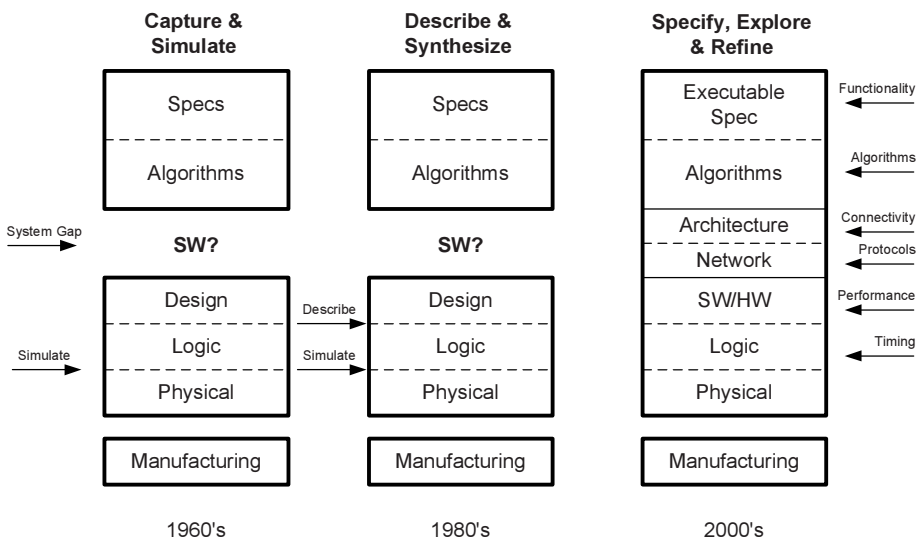 Capture &
Simulate
Specs
Algorithms
System Gap
SW?
Design
Logic
Simulate
Physical
Manufacturing
1960's
Describe &
Synthesize
Specs
Algorithms
SW?
Describe
Design
Simulate
Logic
Physical
Manufacturing
1980's
Specify, Explore
& Refine
Executable
Spec
Functionality
Algorithms
Algorithms
Architecture
Connectivity
Network
Protocols
SW/HW
Performance
Logic
Timing
Physical
Manufacturing
2000's